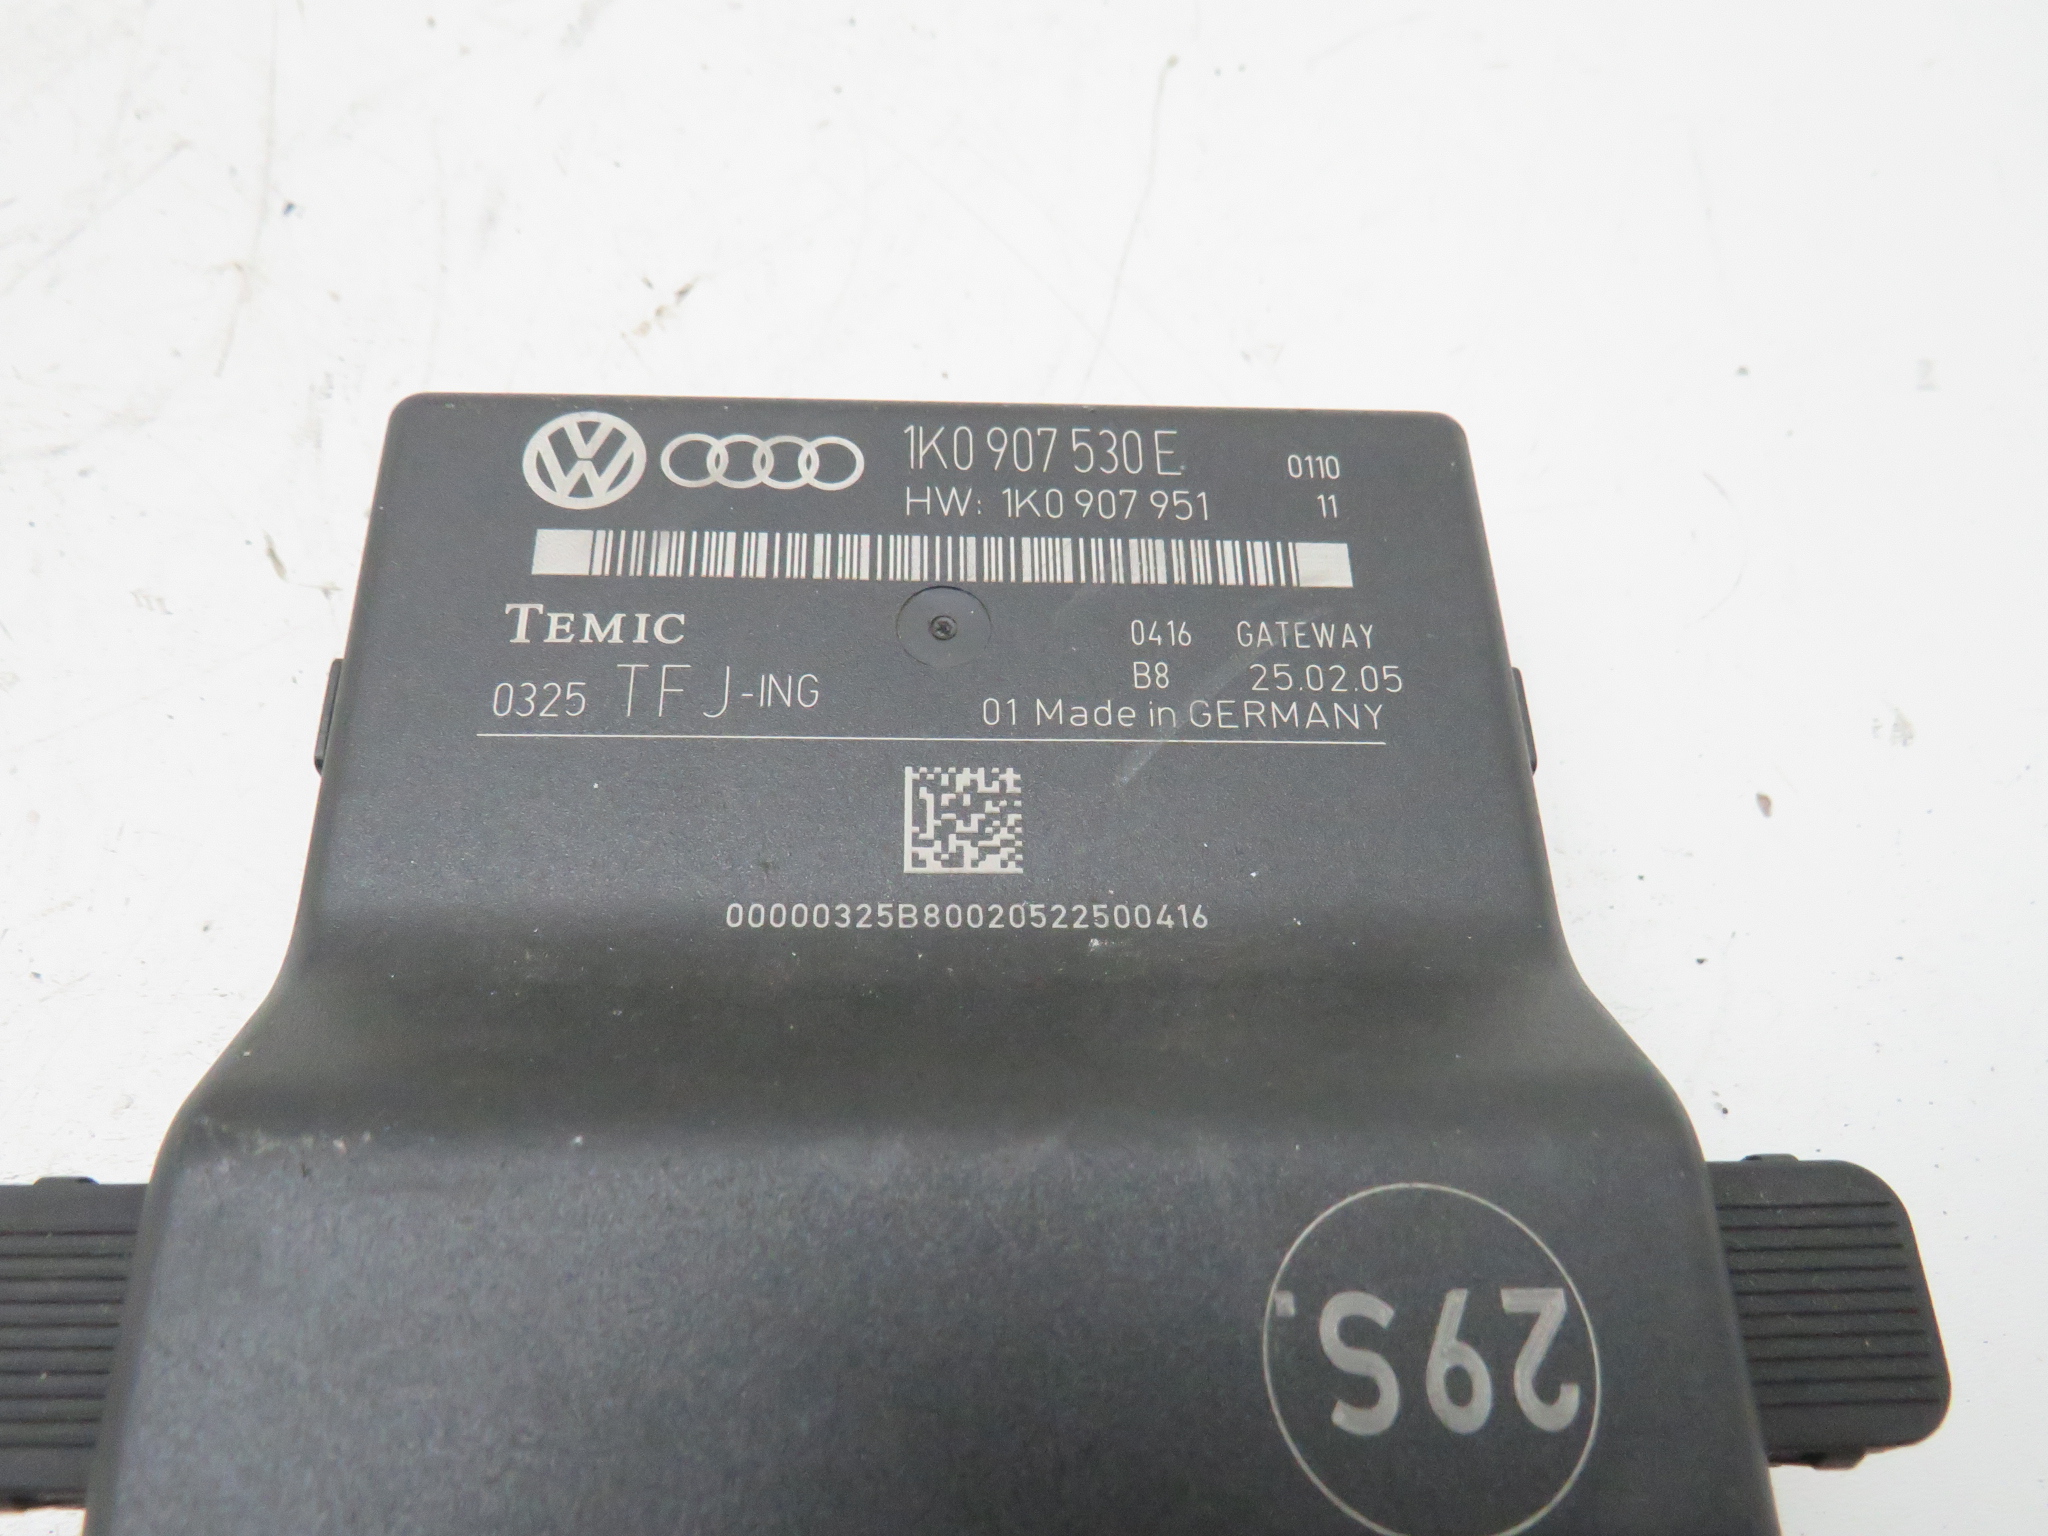 1K0 907 530 E 0110
HW: 1K0 907 951 11
TEMIC 0416 GATEWAY
B8 25.02.05
0325 TFJ-ING 01 Made in GERMANY
00000325B80020522500416
29S.